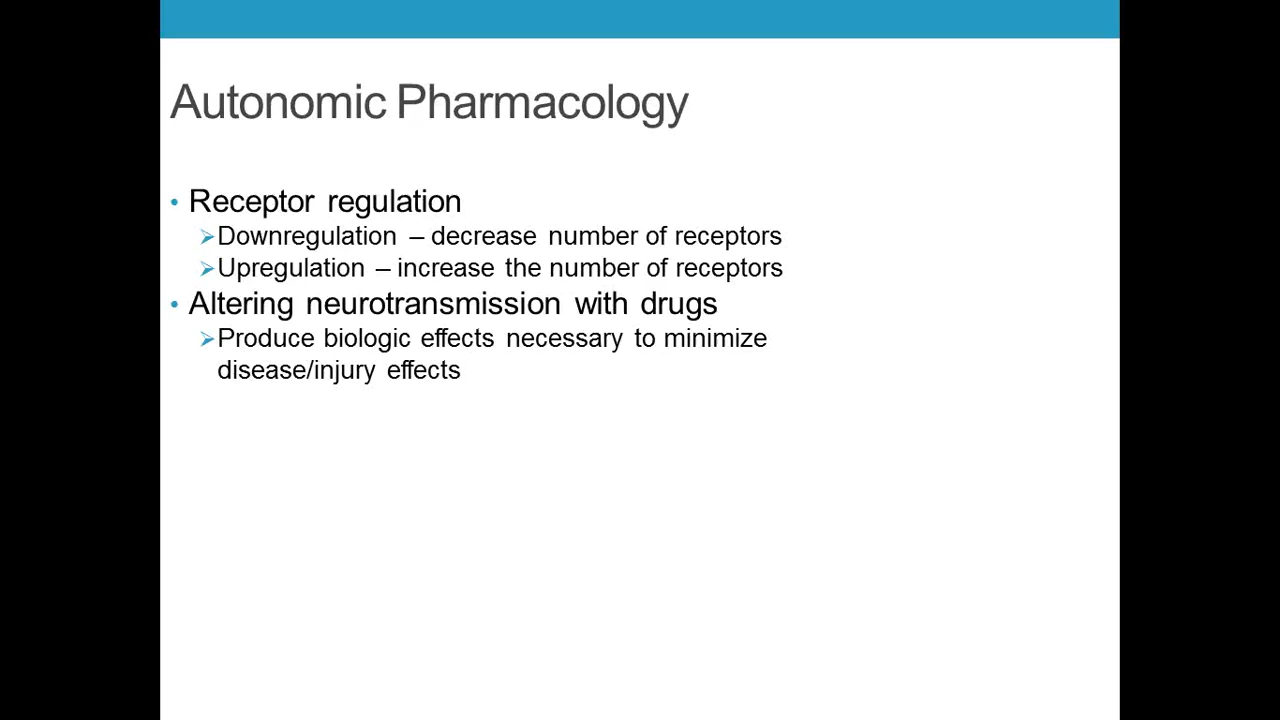 Autonomic Pharmacology
• Receptor regulation
➢Downregulation – decrease number of receptors
➢Upregulation – increase the number of receptors
• Altering neurotransmission with drugs
➢Produce biologic effects necessary to minimize
disease/injury effects